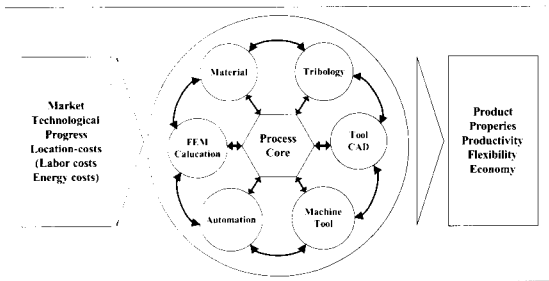 Market
Technological
Progress
Location-costs
(Labor costs
Energy costs)
Material
Tribology
FEM
Calucation
Process
Core
Tool
CAD
Automation
Machine
Tool
Product
Properies
Productivity
Flexibility
Economy